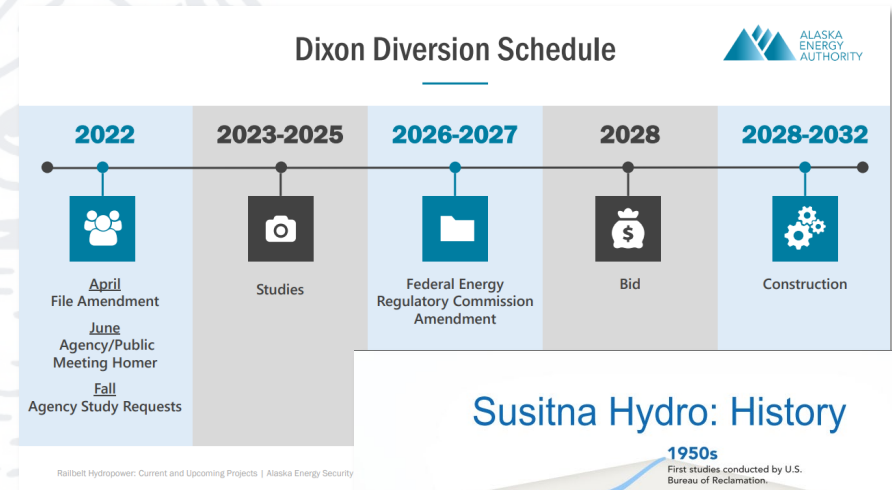 Dixon Diversion Schedule
ALASKA
ENERGY
AUTHORITY
2022
2023-2025
2026-2027
2028
2028-2032
April
File Amendment
June
Agency/Public
Meeting Homer
Fall
Agency Study Requests
Studies
Federal Energy
Regulatory Commission
Amendment
$
Bid
Construction
Railbelt Hydropower: Current and Upcoming Projects | Alaska Energy Security
Susitna Hydro: History
1950s
First studies conducted by U.S.
Bureau of Reclamation.